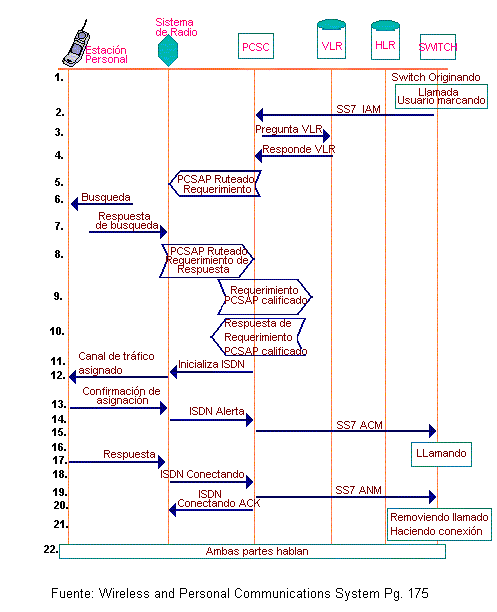 Sistema
de Radio
Estación
Personal
PCSC
VLR
HLR
SWITCH
1.
Switch Originando
Llamada
Usuario marcando
2.
SS7 IAM
3.
Pregunta VLR
4.
Responde VLR
5.
PCSAP Ruteado
Requerimiento
6.
Busqueda
7.
Respuesta
de busqueda
8.
PCSAP Ruteado
Requerimiento de
Respuesta
9.
Requerimiento
PCSAP calificado
10.
Respuesta de
Requerimiento
PCSAP calificado
11.
Inicializa ISDN
12.
Canal de tráfico
asignado
13.
Confirmación de
asignación
14.
ISDN Alerta
15.
SS7 ACM
16.
LLamando
17.
Respuesta
18.
ISDN Conectando
19.
SS7 ANM
20.
ISDN
Conectando ACK
21.
Removiendo llamado
Haciendo conexión
22.
Ambas partes hablan
Fuente: Wireless and Personal Communications System Pg. 175